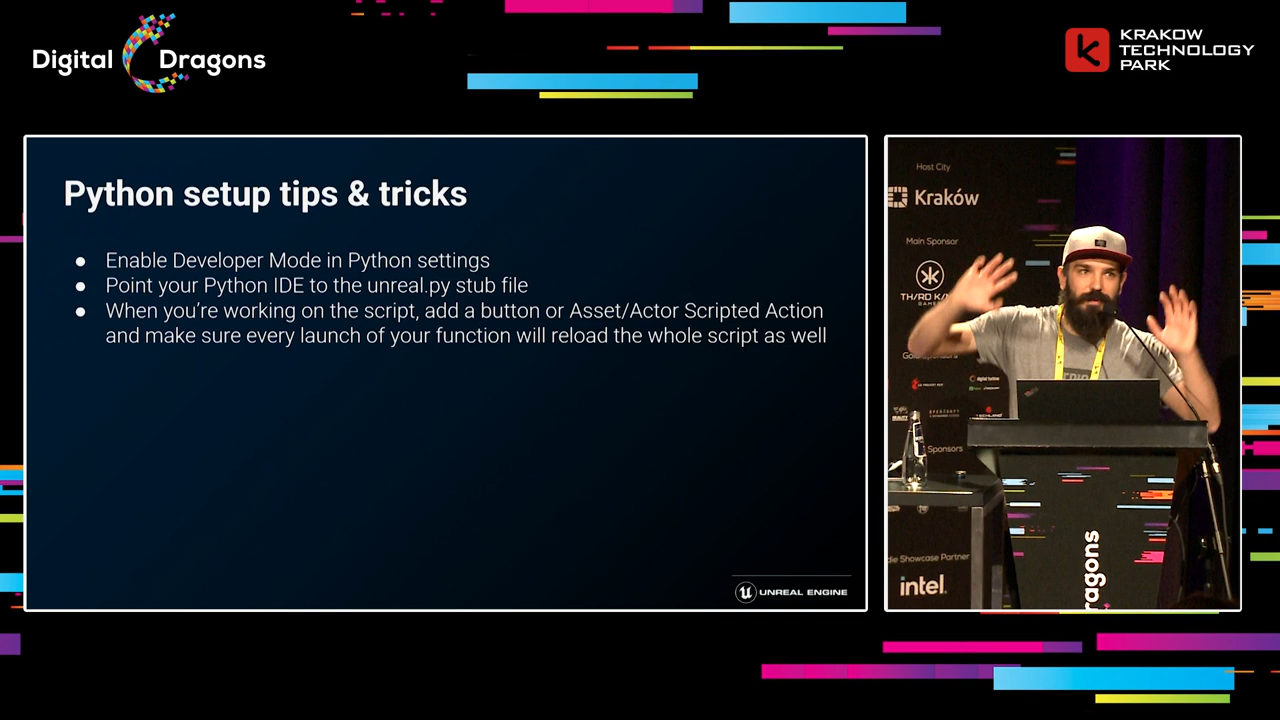 Digital Dragons
KRAKOW
TECHNOLOGY
PARK
Python setup tips & tricks
● Enable Developer Mode in Python settings
● Point your Python IDE to the unreal.py stub file
● When you’re working on the script, add a button or Asset/Actor Scripted Action
and make sure every launch of your function will reload the whole script as well
UNREAL ENGINE
Host City
Kraków
Main Sponsor
Sponsors
die Showcase Partner
intel.
ragons